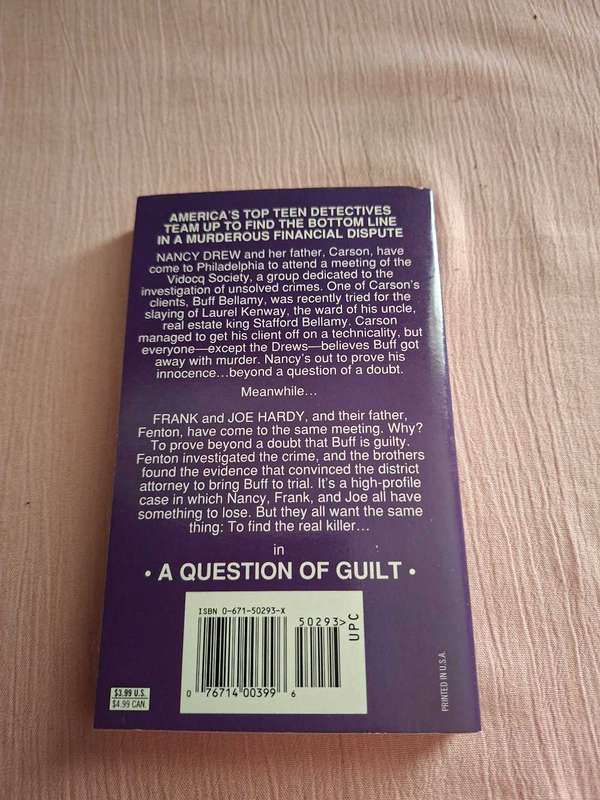 AMERICA'S TOP TEEN DETECTIVES
TEAM UP TO FIND THE BOTTOM LINE
IN A MURDEROUS FINANCIAL DISPUTE
NANCY DREW and her father, Carson, have
come to Philadelphia to attend a meeting of the
Vidocq Society, a group dedicated to the
investigation of unsolved crimes. One of Carson's
clients, Buff Bellamy, was recently tried for the
slaying of Laurel Kenway, the ward of his uncle,
real estate king Stafford Bellamy. Carson
managed to get his client off on a technicality, but
everyone—except the Drews—believes Buff got
away with murder. Nancy's out to prove his
innocence...beyond a question of a doubt.
Meanwhile...
FRANK and JOE HARDY, and their father,
Fenton, have come to the same meeting. Why?
To prove beyond a doubt that Buff is guilty.
Fenton investigated the crime, and the brothers
found the evidence that convinced the district
attorney to bring Buff to trial. It's a high-profile
case in which Nancy, Frank, and Joe all have
something to lose. But they all want the same
thing: To find the real killer...
in
• A QUESTION OF GUILT •
ISBN 0-671-50293-X
50293>
UPC
0 76714 00399 6
$3.99 U.S.
$4.99 CAN.
PRINTED IN U.S.A.